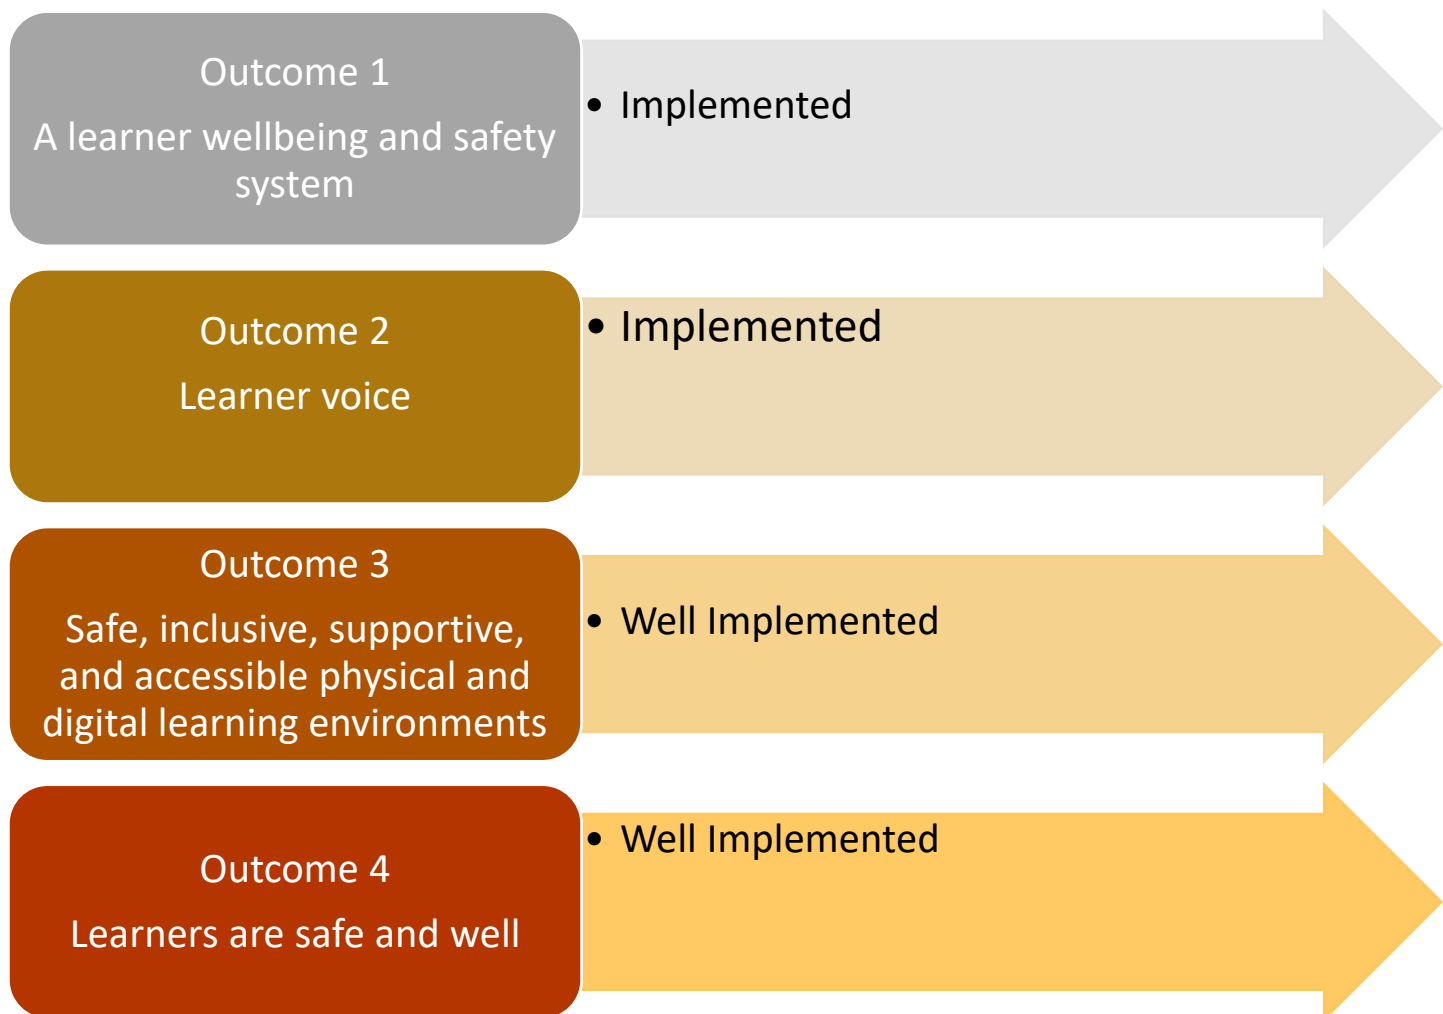 Outcome 1
A learner wellbeing and safety
system
• Implemented
Outcome 2
Learner voice
• Implemented
Outcome 3
Safe, inclusive, supportive,
and accessible physical and
digital learning environments
• Well Implemented
Outcome 4
Learners are safe and well
• Well Implemented